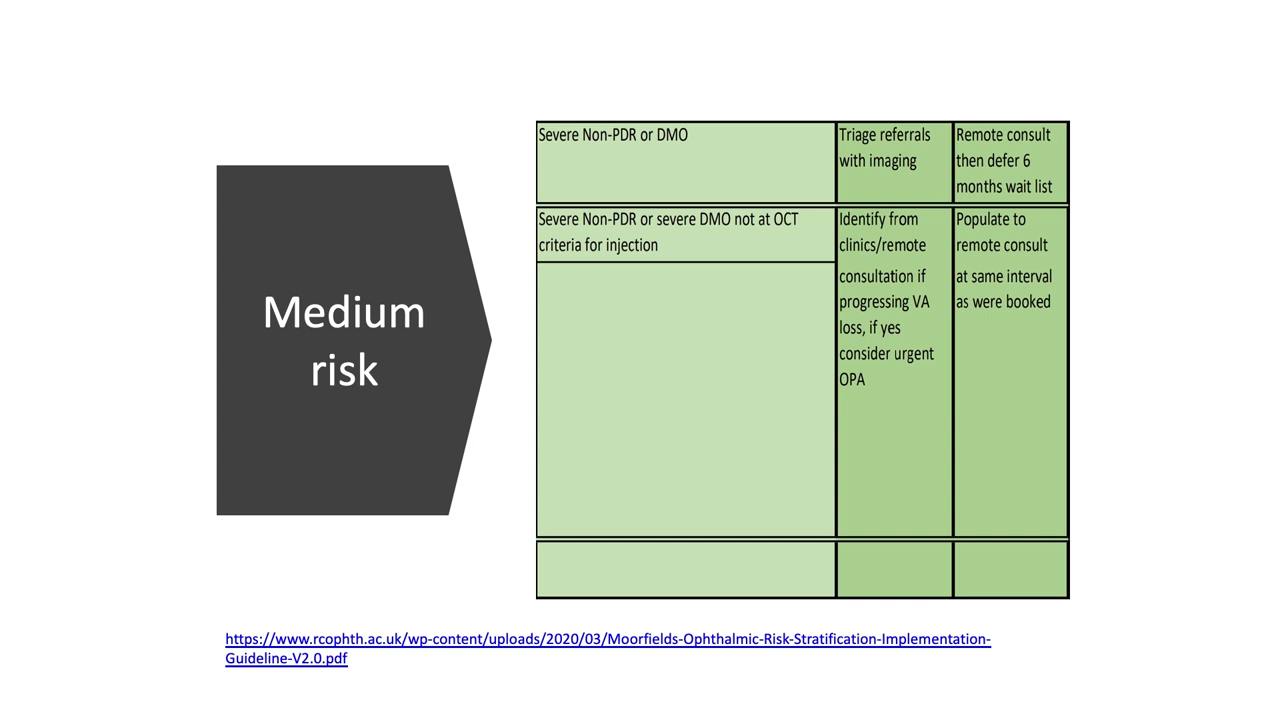 Medium
risk
Severe Non-PDR or DMO
Triage referrals
with imaging
Remote consult
then defer 6
months wait list
Severe Non-PDR or severe DMO not at OCT
criteria for injection
Identify from
clinics/remote
consultation if
progressing VA
loss, if yes
consider urgent
OPA
Populate to
remote consult
at same interval
as were booked
https://www.rcophth.ac.uk/wp-content/uploads/2020/03/Moorfields-Ophthalmic-Risk-Stratification-Implementation-
Guideline-V2.0.pdf